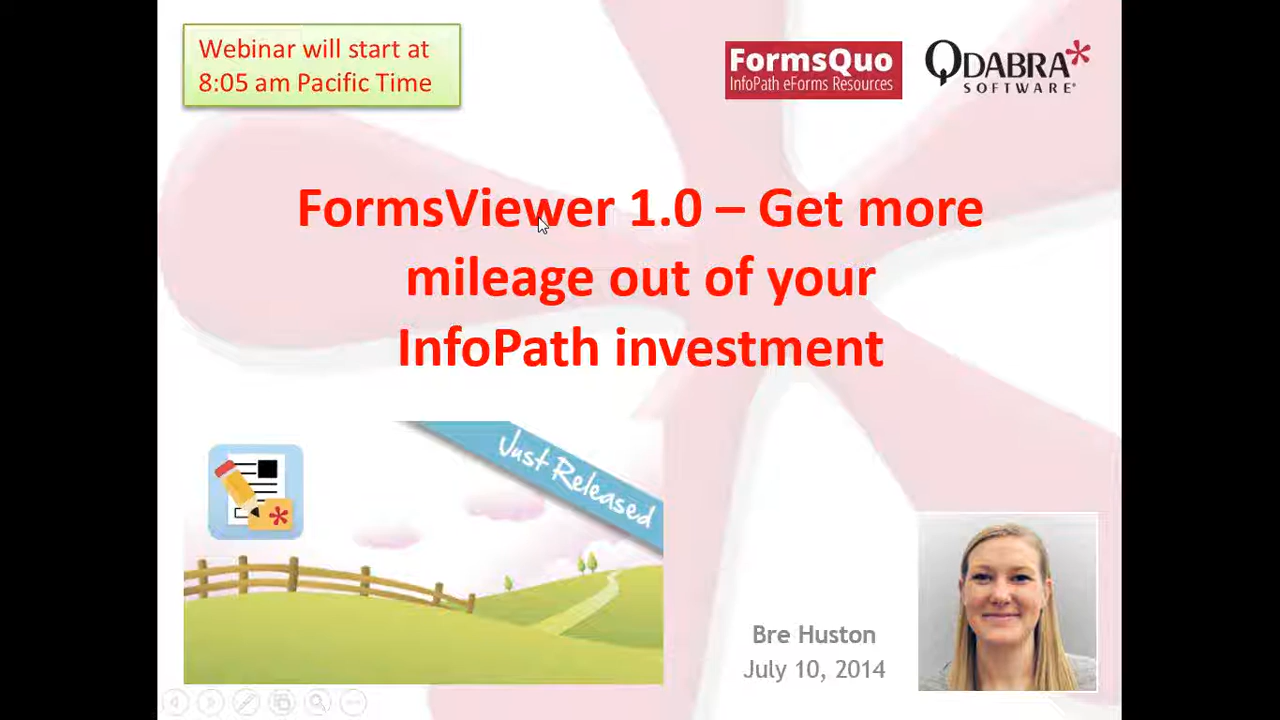 Webinar will start at
8:05 am Pacific Time
FormsQuo
InfoPath eForms Resources
QDABRA
SOFTWARE®
FormsViewer 1.0 – Get more
mileage out of your
InfoPath investment
Just Released
Bre Huston
July 10, 2014